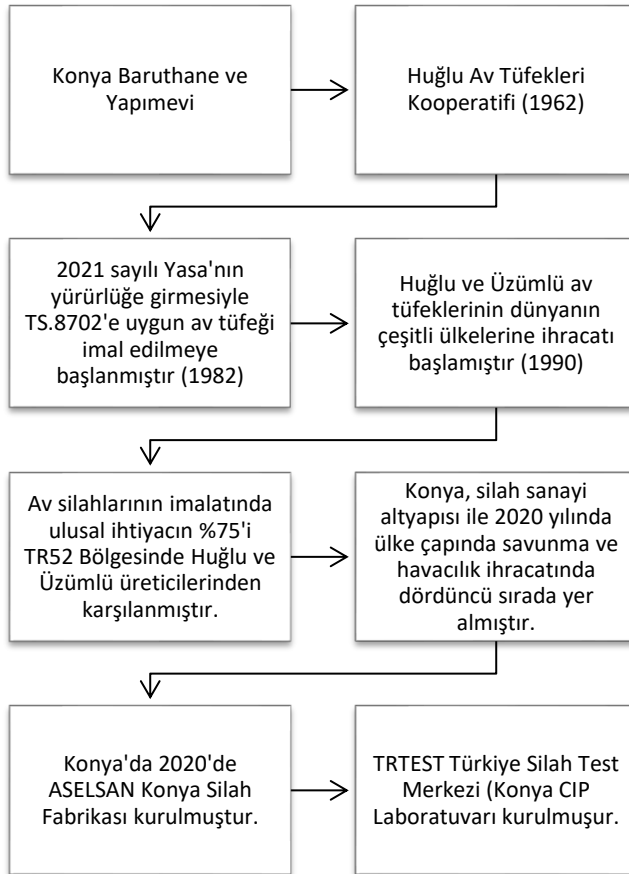 Konya Baruthane ve
Yapımevi
Huğlu Av Tüfekleri
Kooperatifi (1962)
2021 sayılı Yasa'nın
yürürlüğe girmesiyle
TS.8702'e uygun av tüfeği
imal edilmeye
başlanmıştır (1982)
Huğlu ve Üzümlü av
tüfeklerinin dünyanın
çeşitli ülkelerine ihracatı
başlamıştır (1990)
Av silahlarının imalatında
ulusal ihtiyacın %75'i
TR52 Bölgesinde Huğlu ve
Üzümlü üreticilerinden
karşılanmıştır.
Konya, silah sanayi
altyapısı ile 2020 yılında
ülke çapında savunma ve
havacılık ihracatında
dördüncü sırada yer
almıştır.
Konya'da 2020'de
ASELSAN Konya Silah
Fabrikası kurulmuştur.
TRTEST Türkiye Silah Test
Merkezi (Konya CIP
Laboratuvarı kurulmuşur.